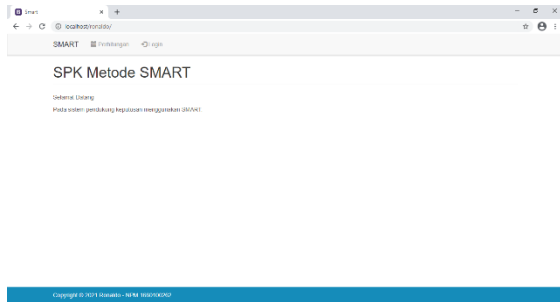 Smart
localhost/ronaldo/
SMART Perhitungan Login
SPK Metode SMART
Selamat Datang
Pada sistem pendukung keputusan menggunakan SMART.
Copyright © 2021 Ronaldo - NPM